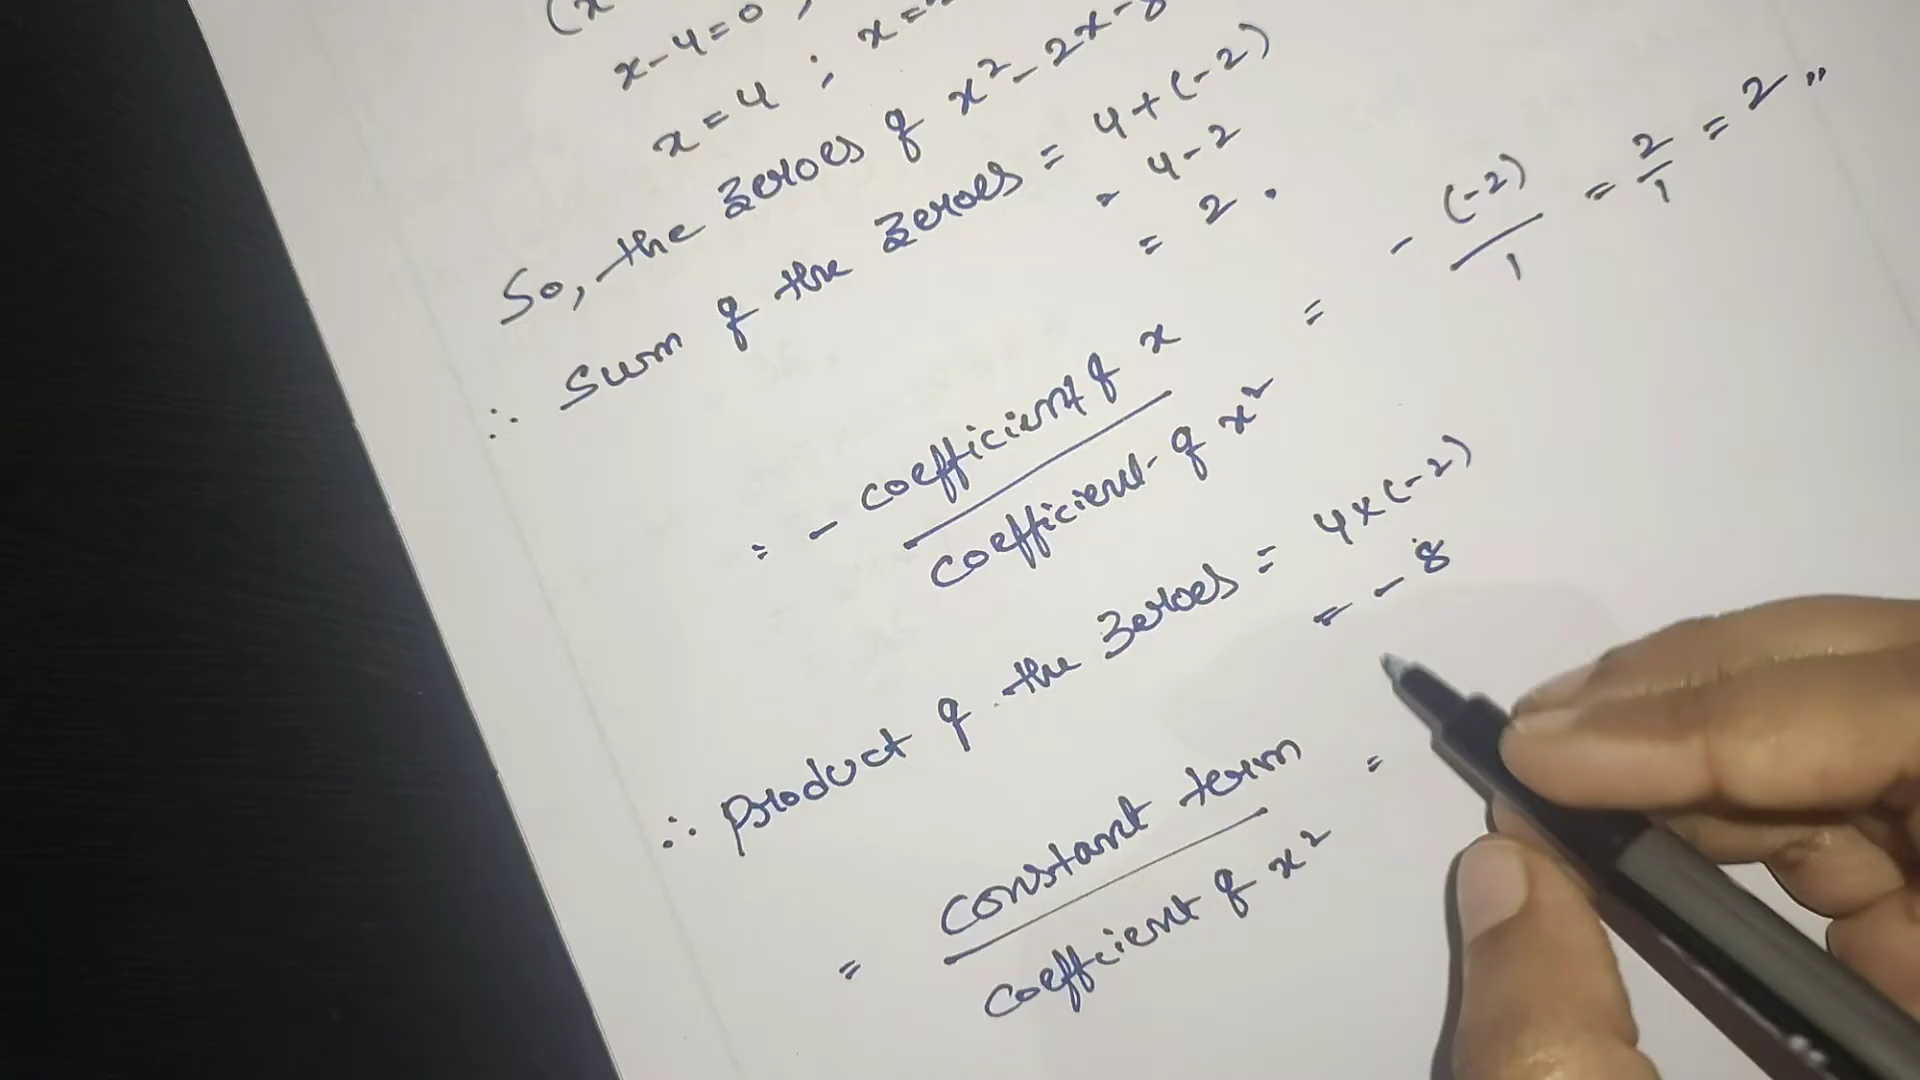 (x
x-4=0 ,
x=4 ; x=
So, the zeroes of x²-2x-8
∴ Sum of the zeroes = 4+(-2)
= 4-2
= 2.
= - coefficient of x / coefficient of x² = - (-2)/1 = 2/1 = 2 ,,
∴ product of the zeroes = 4×(-2)
= -8
= constant term / coefficient of x² =